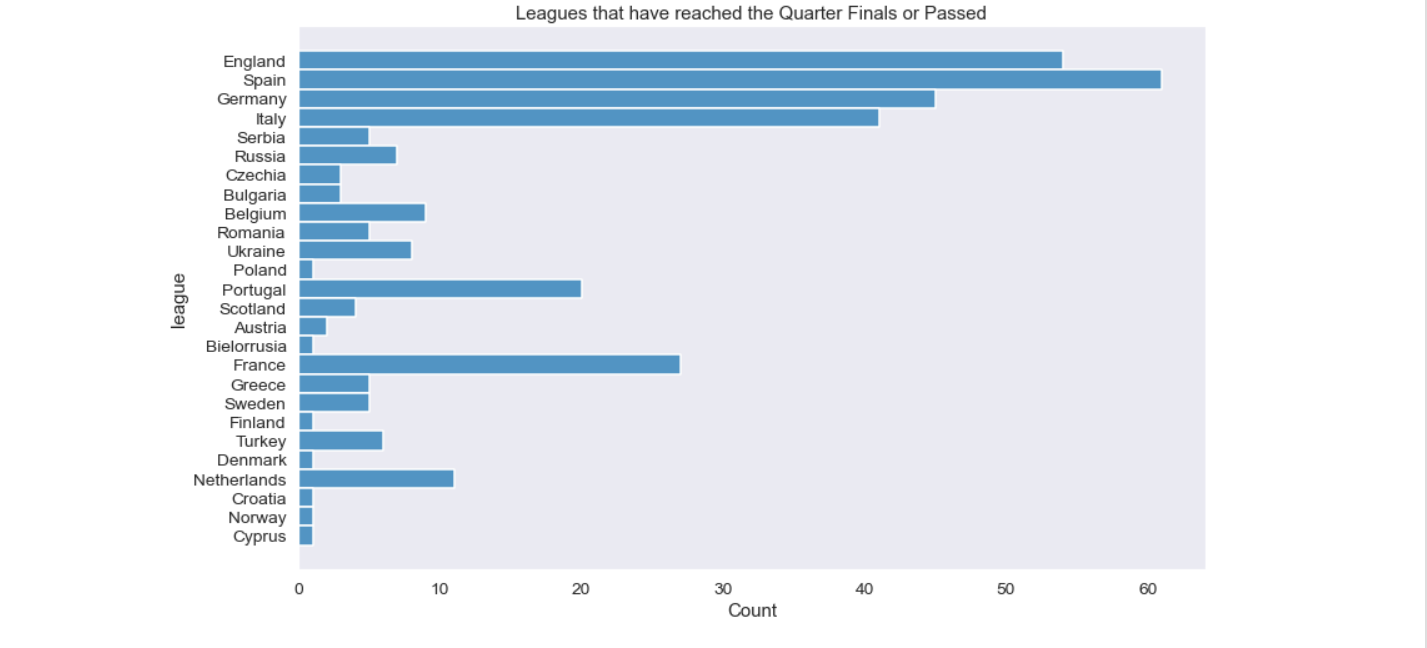 Leagues that have reached the Quarter Finals or Passed
England
Spain
Germany
Italy
Serbia
Russia
Czechia
Bulgaria
Belgium
Romania
Ukraine
Poland
Portugal
Scotland
Austria
Bielorrusia
France
Greece
Sweden
Finland
Turkey
Denmark
Netherlands
Croatia
Norway
Cyprus
league
0 10 20 30 40 50 60
Count